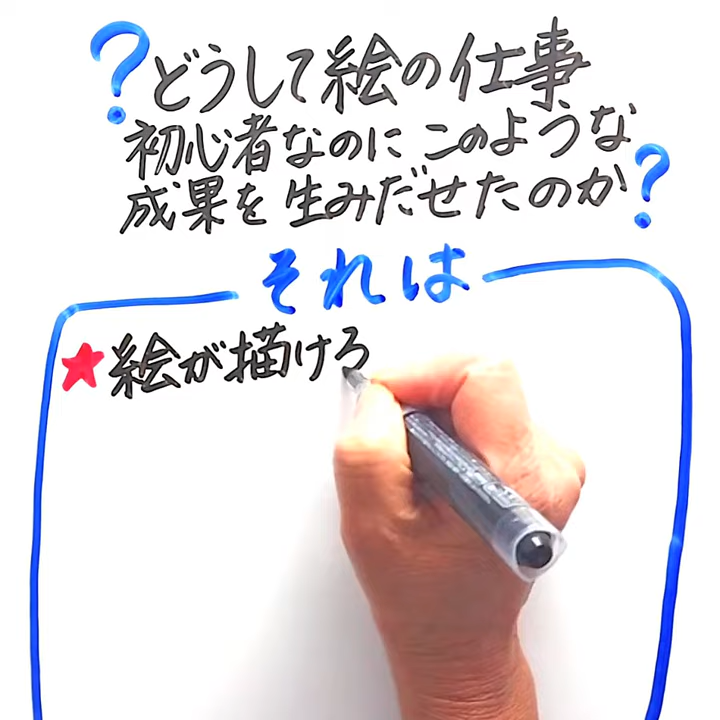 ?どうして絵の仕事
初心者なのにこのような
成果を生みだせたのか?
それは
★絵が描けろ